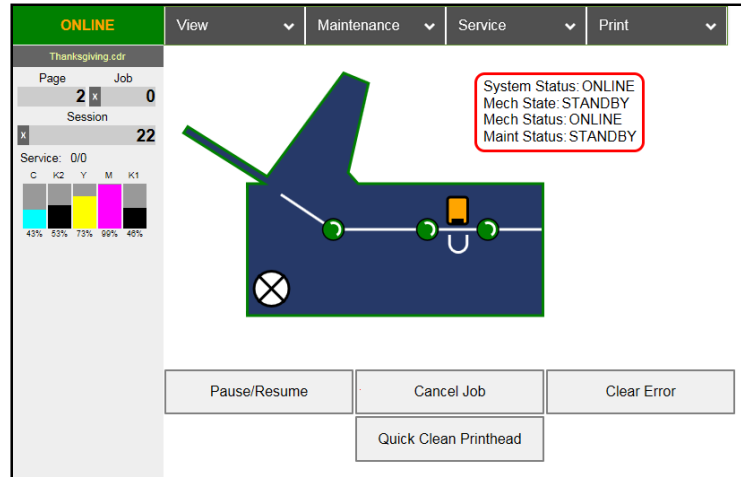 ONLINE
View
Maintenance
Service
Print
Thanksgiving.cdr
Page Job
2 x 0
Session
x 22
Service: 0/0
C K2 Y M K1
43% 53% 73% 99% 46%
System Status: ONLINE
Mech State: STANDBY
Mech Status: ONLINE
Maint Status: STANDBY
Pause/Resume
Cancel Job
Clear Error
Quick Clean Printhead